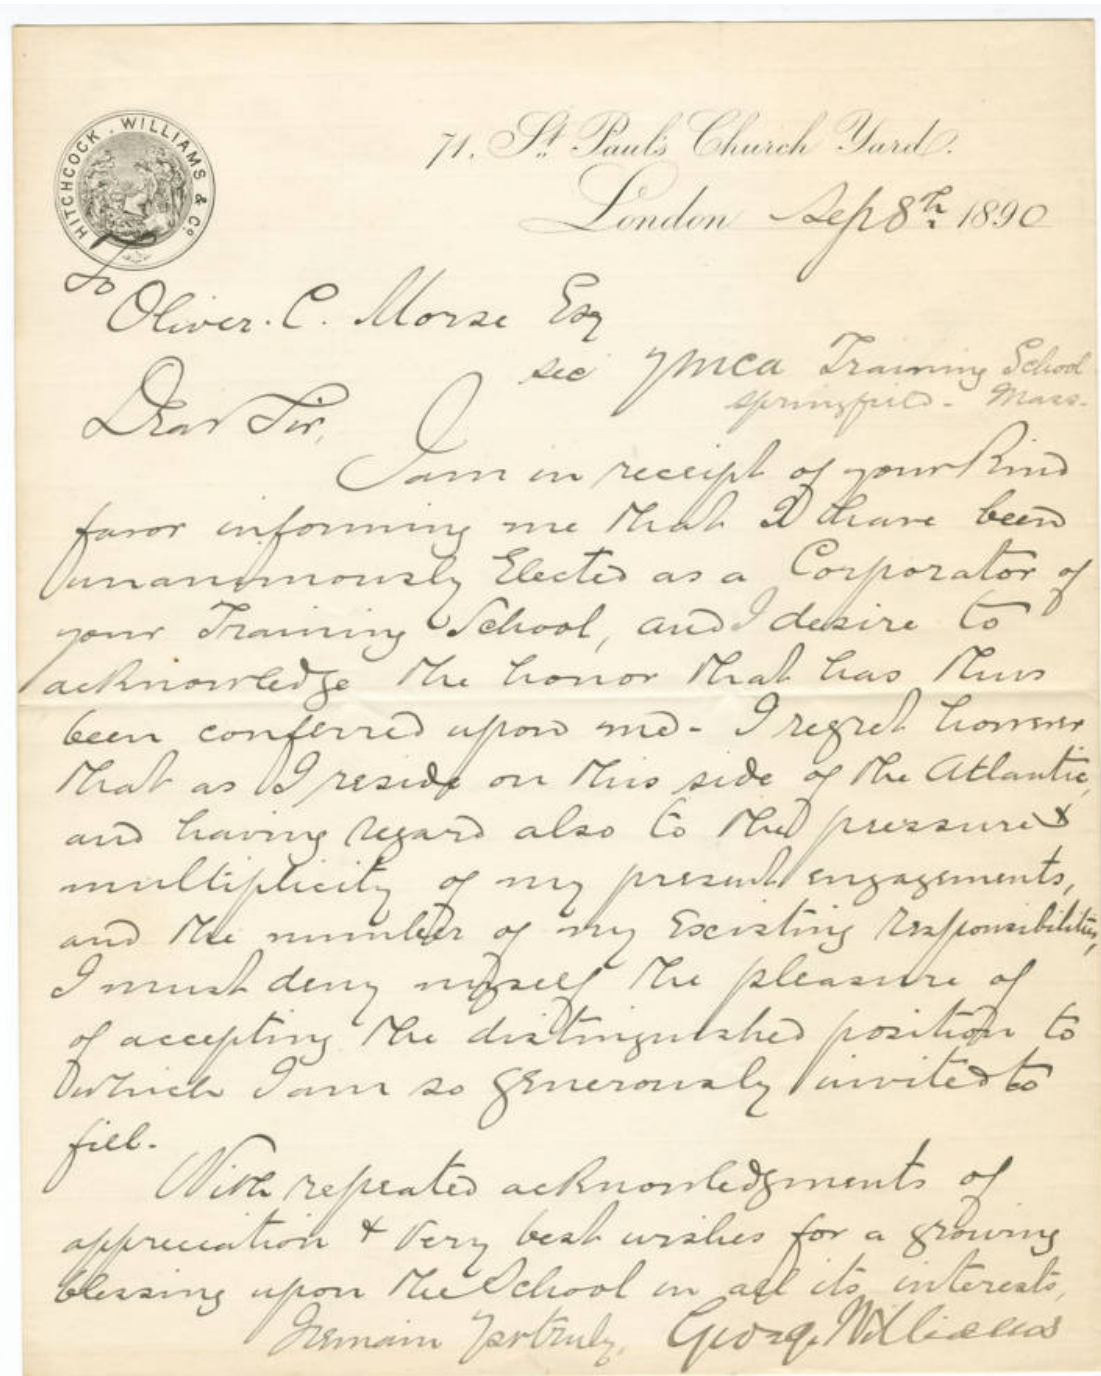 HITCHCOCK, WILLIAMS & Co.
71, St. Paul's Church Yard.
London Sep 8th. 1890
To
Oliver. C. Morse Esq
sec YMCA Training School
Springfield - Mass.
Dear Sir,
I am in receipt of your kind
favor informing me that I have been
unanimously Elected as a Corporator of
your Training School, and I desire to
acknowledge the honor that has thus
been conferred upon me - I regret however
that as I reside on this side of the Atlantic,
and having regard also to the pressure &
multiplicity of my present engagements,
and the number of my Existing responsibilities,
I must deny myself the pleasure of
of accepting the distinguished position to
which I am so generously invited to
fill -
With repeated acknowledgments of
appreciation & very best wishes for a growing
blessing upon the School in all its interests,
I remain Yrs truly, George Williams